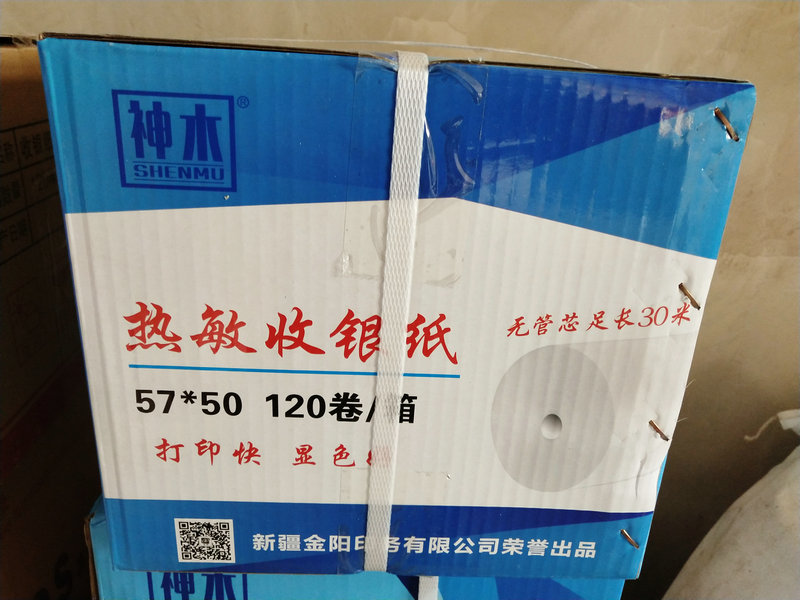 神木®
SHENMU
热敏收银纸
无管芯足长30米
57*50 120卷/箱
打印快 显色
新疆金阳印务有限公司荣誉出品
神木